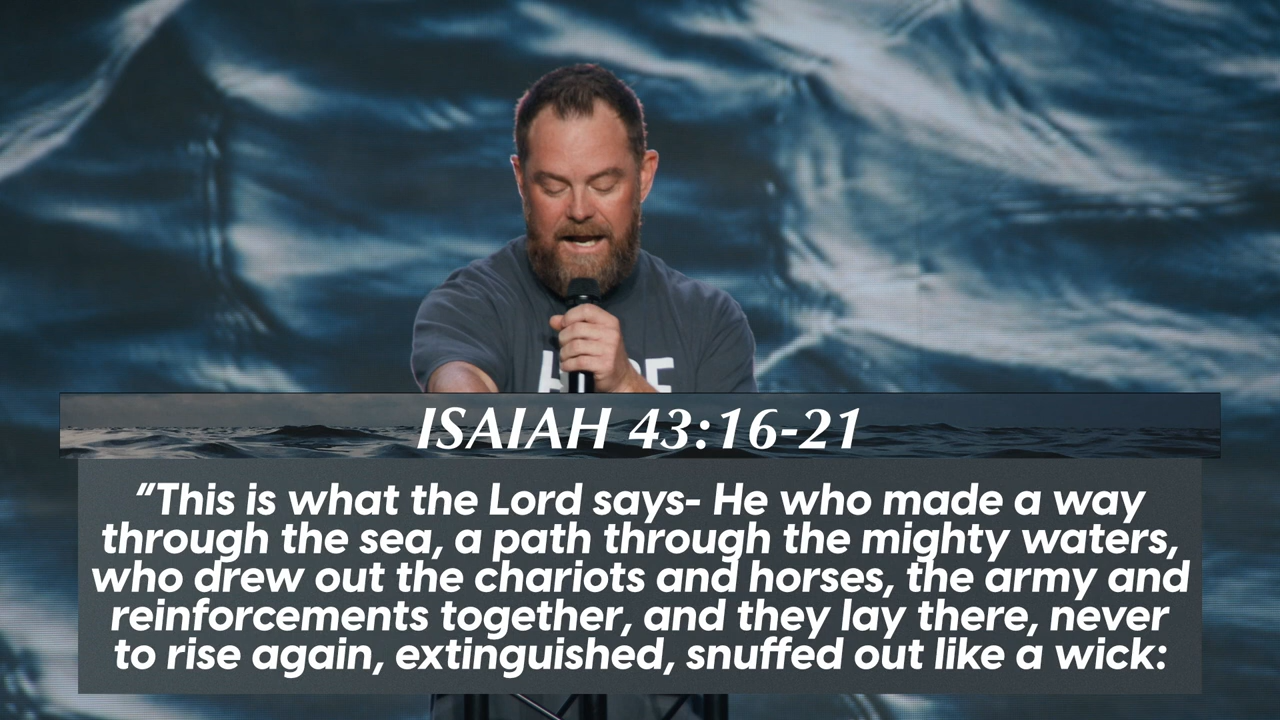 ISAIAH 43:16-21
“This is what the Lord says- He who made a way
through the sea, a path through the mighty waters,
who drew out the chariots and horses, the army and
reinforcements together, and they lay there, never
to rise again, extinguished, snuffed out like a wick: